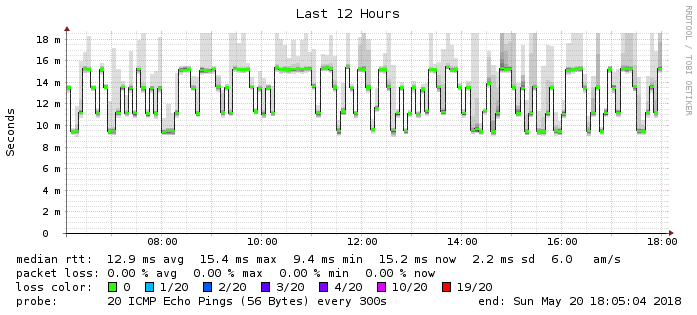 Last 12 Hours
RRDTOOL / TOBI OETIKER
Seconds
18 m
16 m
14 m
12 m
10 m
8 m
6 m
4 m
2 m
0
08:00 10:00 12:00 14:00 16:00 18:00
median rtt: 12.9 ms avg 15.4 ms max 9.4 ms min 15.2 ms now 2.2 ms sd 6.0 am/s
packet loss: 0.00 % avg 0.00 % max 0.00 % min 0.00 % now
loss color: 0 1/20 2/20 3/20 4/20 10/20 19/20
probe: 20 ICMP Echo Pings (56 Bytes) every 300s end: Sun May 20 18:05:04 2018